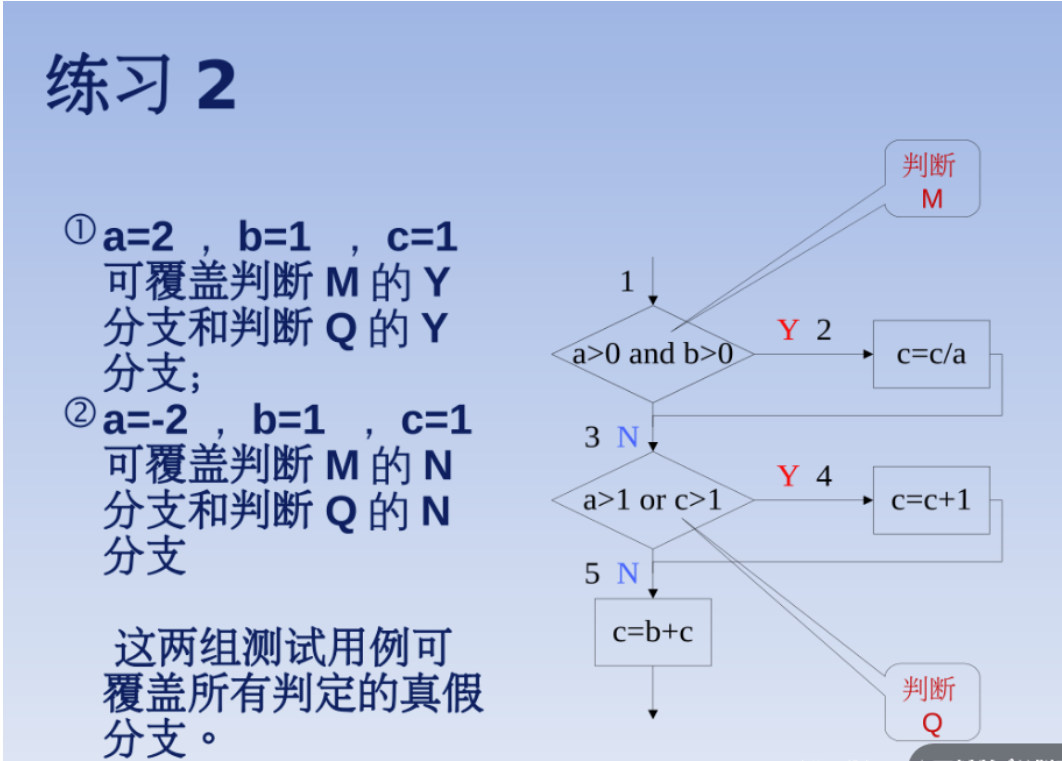 练习 2
① a=2 ， b=1 ， c=1
可覆盖判断 M 的 Y
分支和判断 Q 的 Y
分支；
② a=-2 ， b=1 ， c=1
可覆盖判断 M 的 N
分支和判断 Q 的 N
分支
这两组测试用例可
覆盖所有判定的真假
分支。
判断
M
1
a>0 and b>0
Y 2
c=c/a
3 N
a>1 or c>1
Y 4
c=c+1
5 N
c=b+c
判断
Q